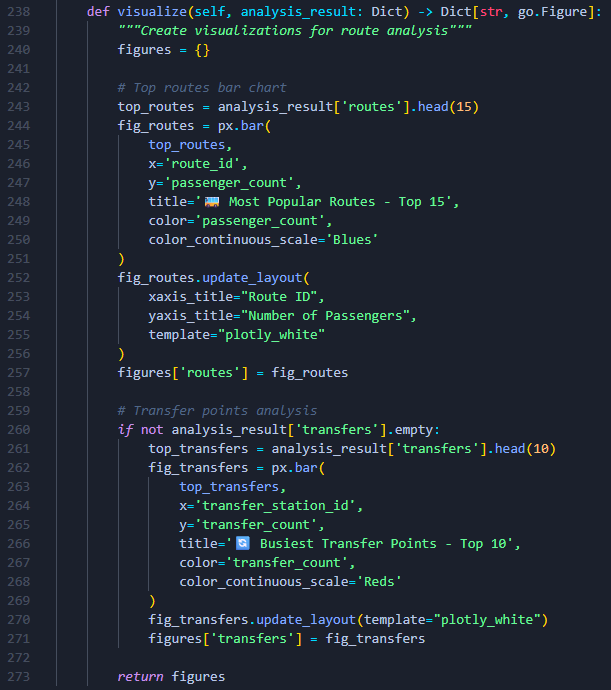 238 def visualize(self, analysis_result: Dict) -> Dict[str, go.Figure]:
239 """Create visualizations for route analysis"""
240 figures = {}
241
242 # Top routes bar chart
243 top_routes = analysis_result['routes'].head(15)
244 fig_routes = px.bar(
245 top_routes,
246 x='route_id',
247 y='passenger_count',
248 title='🚌 Most Popular Routes - Top 15',
249 color='passenger_count',
250 color_continuous_scale='Blues'
251 )
252 fig_routes.update_layout(
253 xaxis_title="Route ID",
254 yaxis_title="Number of Passengers",
255 template="plotly_white"
256 )
257 figures['routes'] = fig_routes
258
259 # Transfer points analysis
260 if not analysis_result['transfers'].empty:
261 top_transfers = analysis_result['transfers'].head(10)
262 fig_transfers = px.bar(
263 top_transfers,
264 x='transfer_station_id',
265 y='transfer_count',
266 title='🔄 Busiest Transfer Points - Top 10',
267 color='transfer_count',
268 color_continuous_scale='Reds'
269 )
270 fig_transfers.update_layout(template="plotly_white")
271 figures['transfers'] = fig_transfers
272
273 return figures